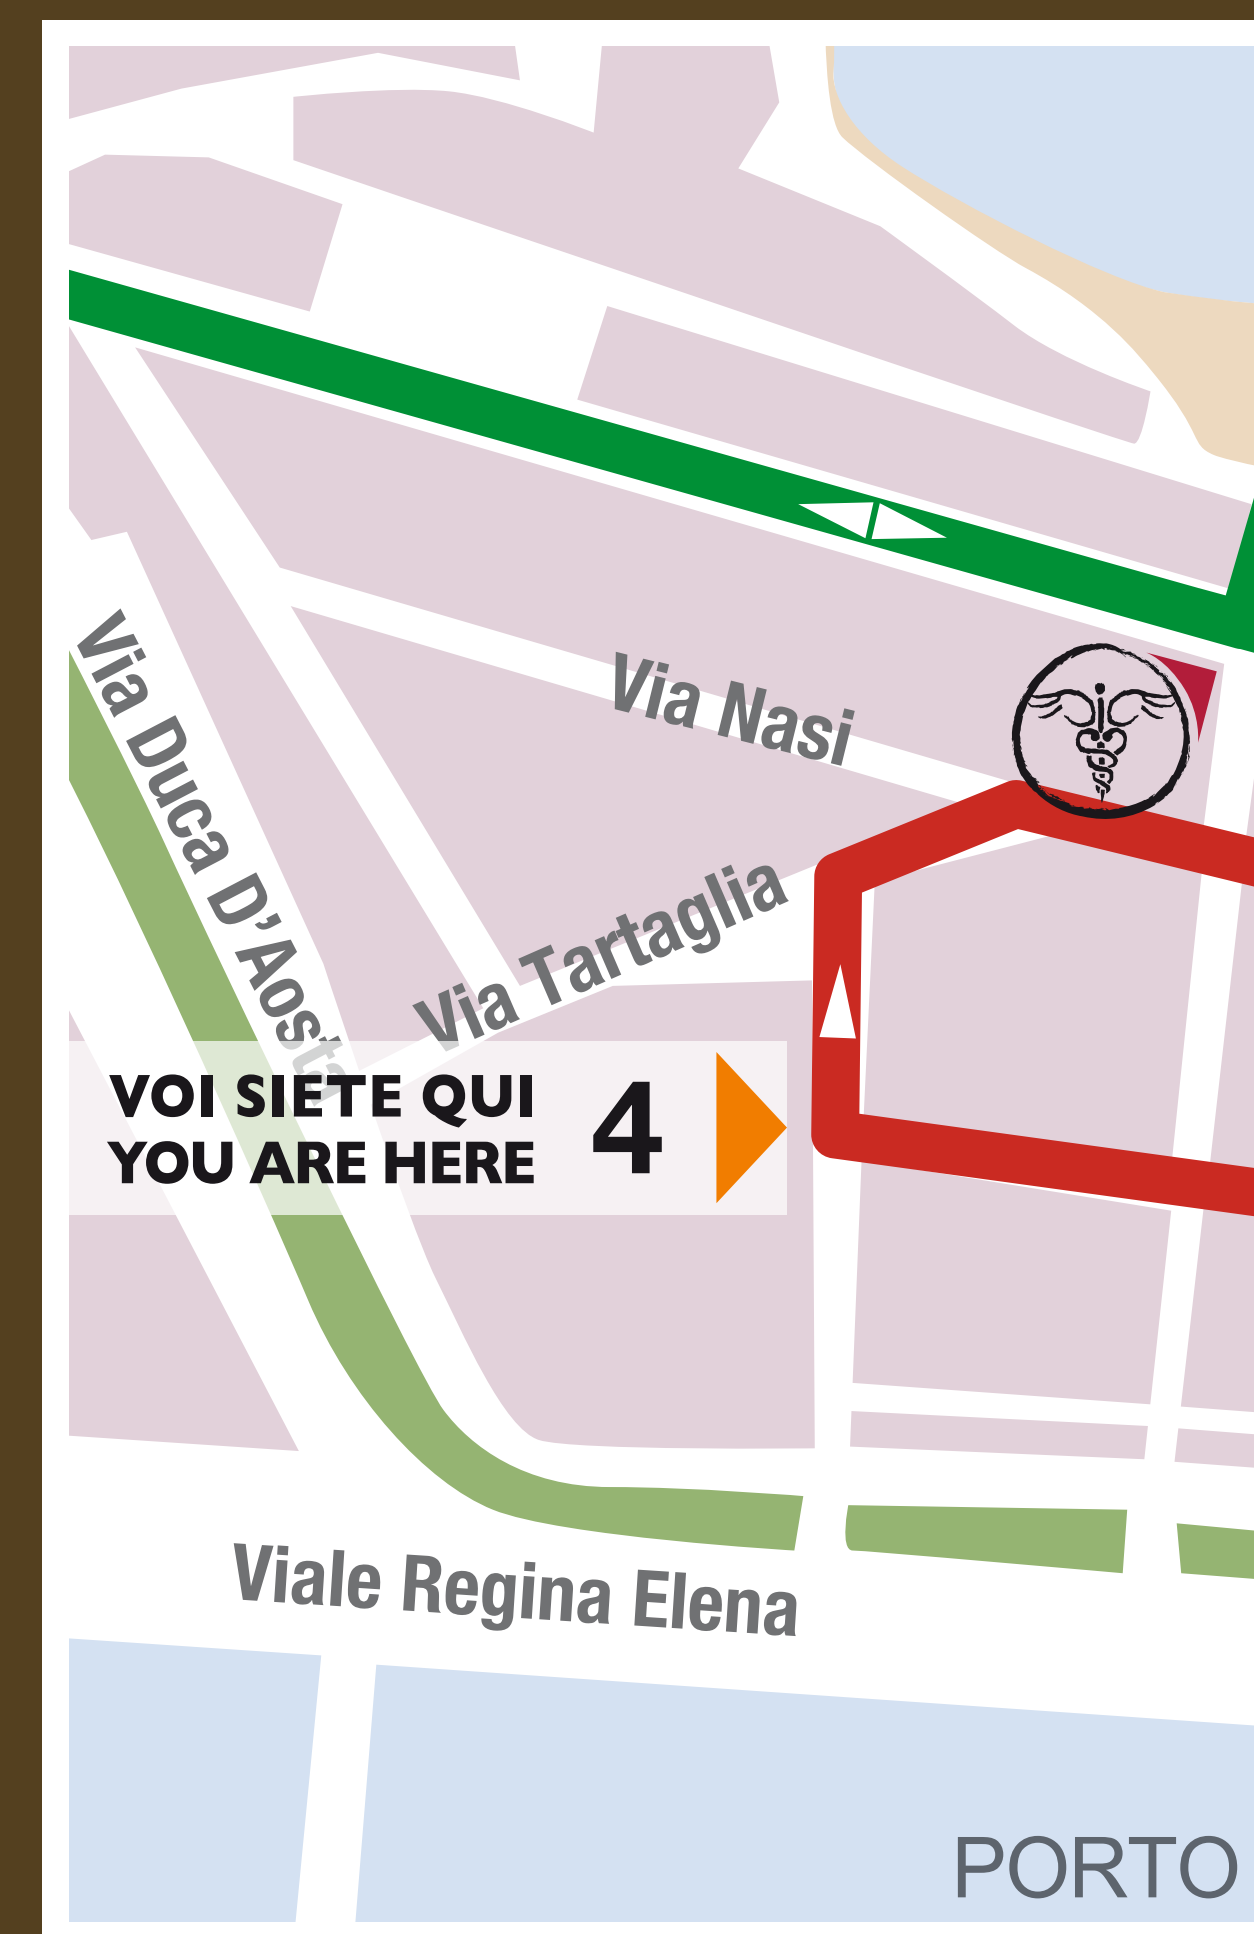 Via Nasi
Via Duca D'Aosta
Via Tartaglia
VOI SIETE QUI
YOU ARE HERE
4
Viale Regina Elena
PORTO